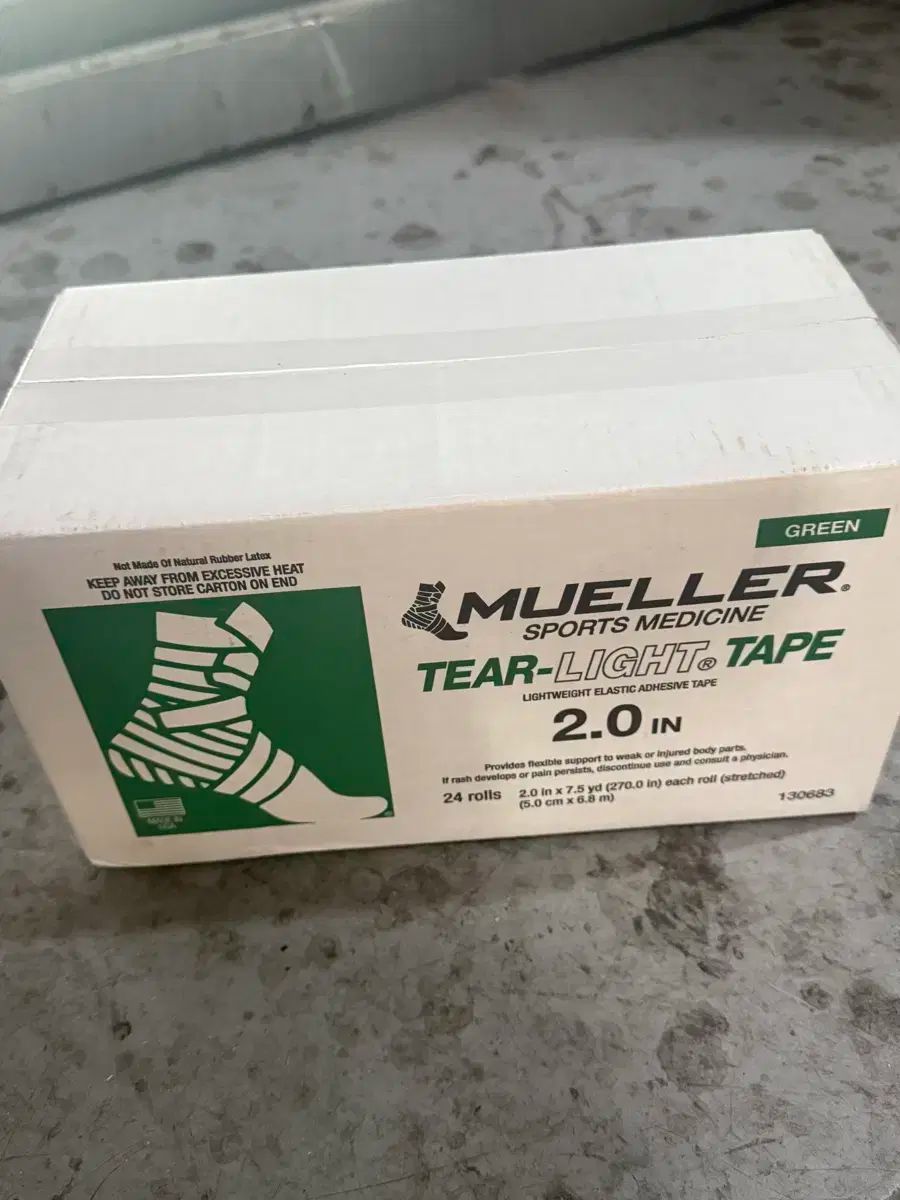 GREEN
Not Made Of Natural Rubber Latex
KEEP AWAY FROM EXCESSIVE HEAT
DO NOT STORE CARTON ON END
MUELLER®
SPORTS MEDICINE
TEAR-LIGHT® TAPE
LIGHTWEIGHT ELASTIC ADHESIVE TAPE
2.0 IN
Provides flexible support to weak or injured body parts.
If rash develops or pain persists, discontinue use and consult a physician.
24 rolls 2.0 in x 7.5 yd (270.0 in) each roll (stretched)
(5.0 cm x 6.8 m)
130683
MADE IN
USA